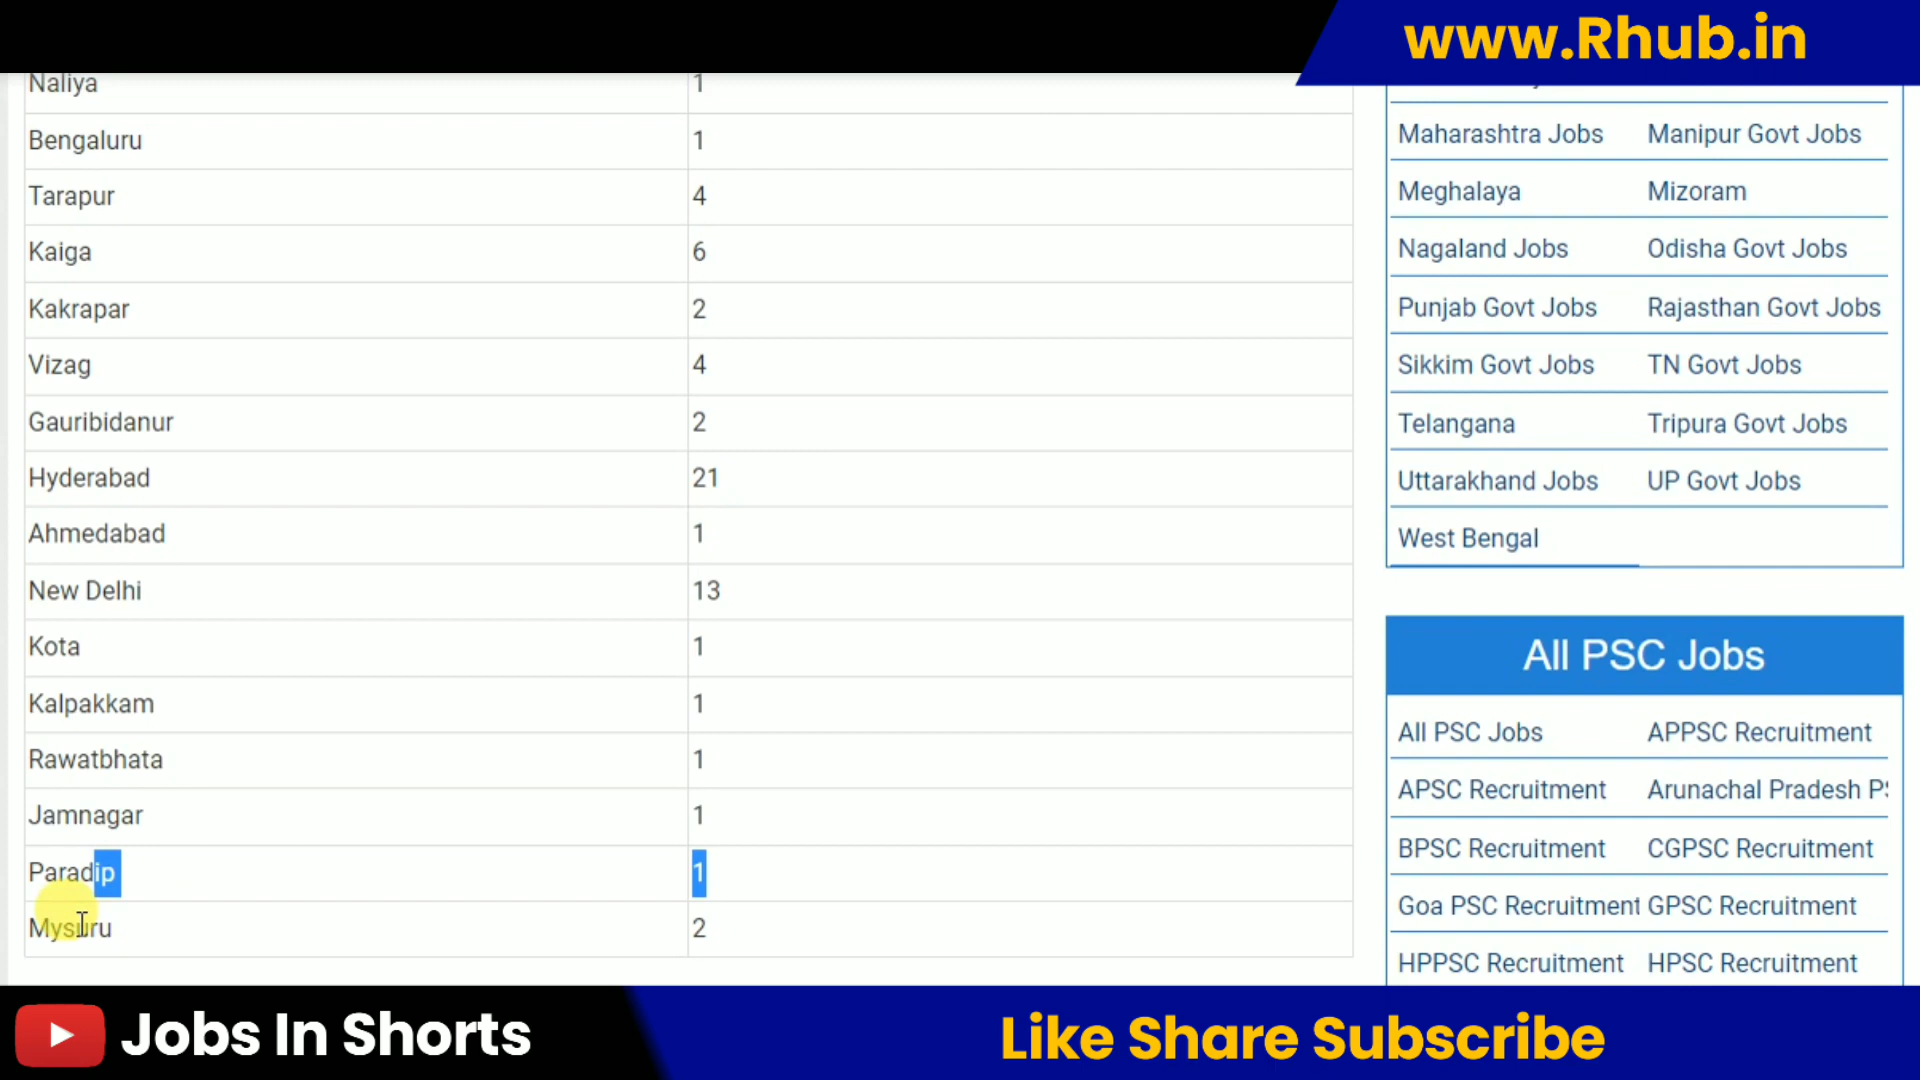 www.Rhub.in
Naliya 1
Bengaluru 1
Tarapur 4
Kaiga 6
Kakrapar 2
Vizag 4
Gauribidanur 2
Hyderabad 21
Ahmedabad 1
New Delhi 13
Kota 1
Kalpakkam 1
Rawatbhata 1
Jamnagar 1
Paradip 1
Mysuru 2
Maharashtra Jobs Manipur Govt Jobs
Meghalaya Mizoram
Nagaland Jobs Odisha Govt Jobs
Punjab Govt Jobs Rajasthan Govt Jobs
Sikkim Govt Jobs TN Govt Jobs
Telangana Tripura Govt Jobs
Uttarakhand Jobs UP Govt Jobs
West Bengal
All PSC Jobs
All PSC Jobs APPSC Recruitment
APSC Recruitment Arunachal Pradesh
BPSC Recruitment CGPSC Recruitment
Goa PSC Recruitment GPSC Recruitment
HPPSC Recruitment HPSC Recruitment
Jobs In Shorts
Like Share Subscribe